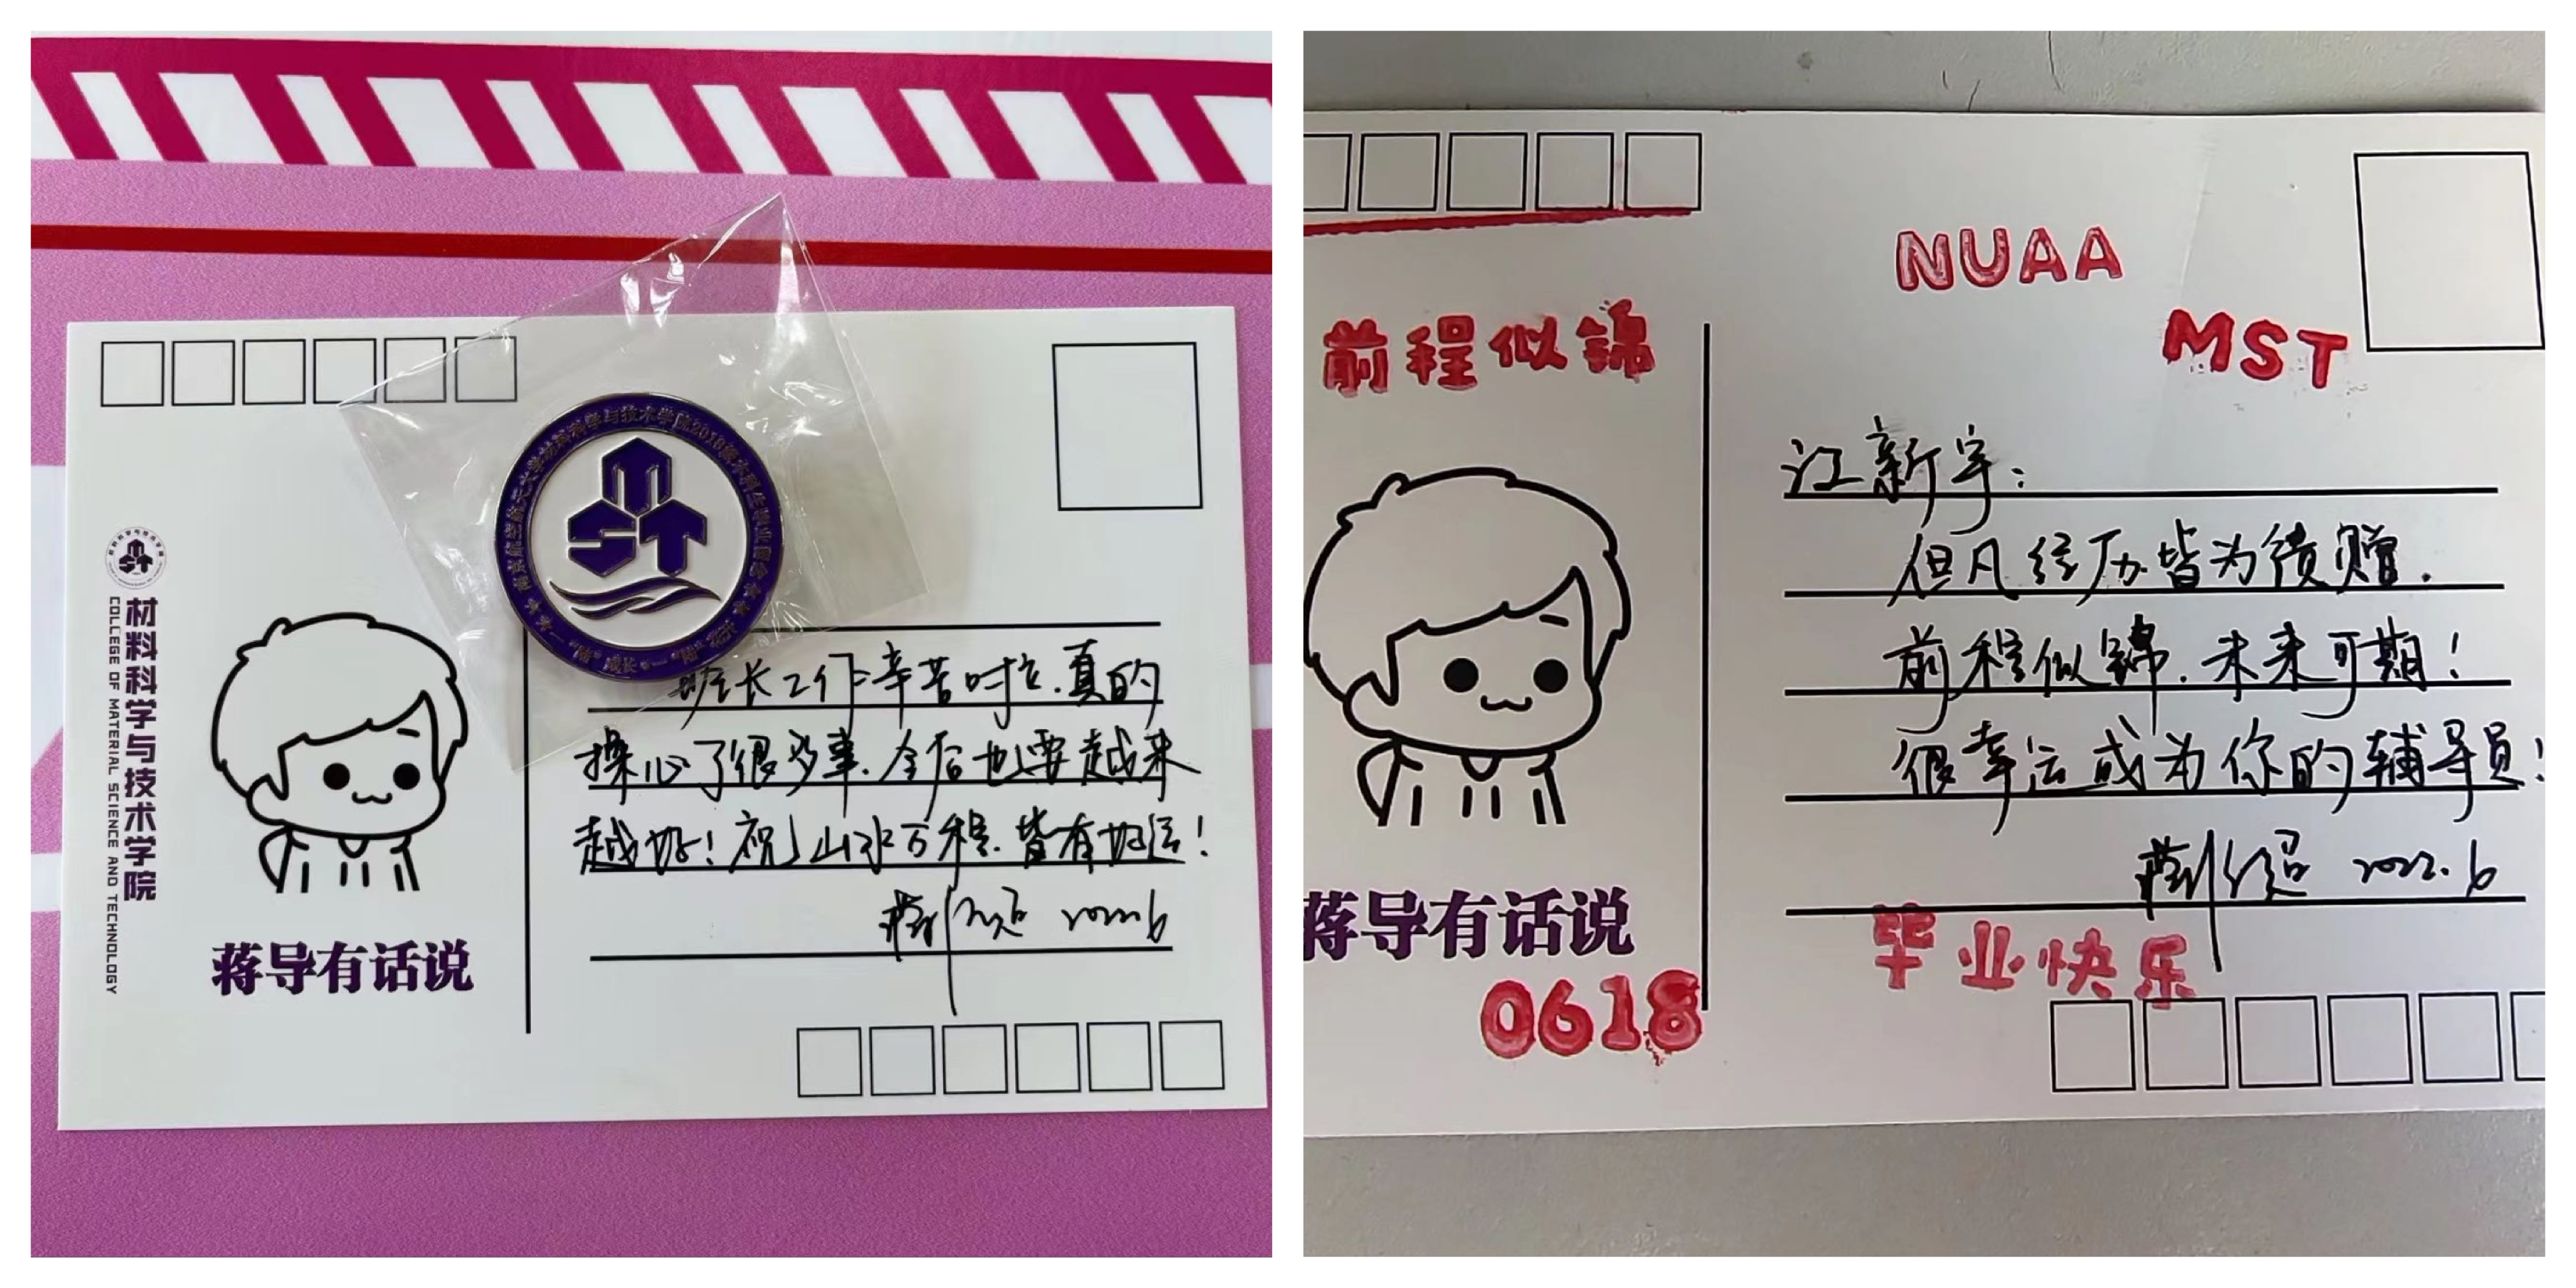 材料科学与技术学院
COLLEGE OF MATERIAL SCIENCE AND TECHNOLOGY
蒋导有话说
MST
班长工作辛苦啦,真的
操心了很多事,今后也要越来
越好!祝山水万程,皆有好运!
2022.6
NUAA
MST
前程似锦
江新宇:
但凡经历皆为馈赠,
前程似锦,未来可期!
很幸运成为你的辅导员!
2022.6
蒋导有话说
0618
毕业快乐